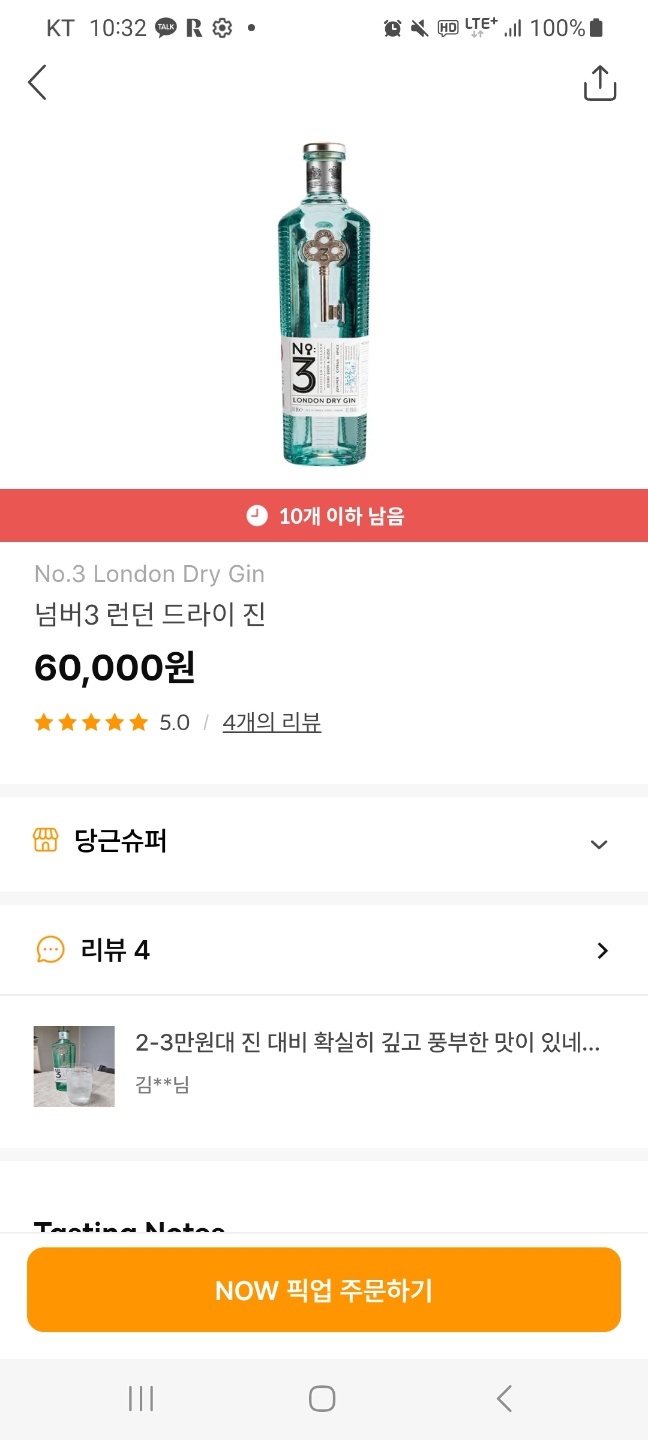 KT 10:32 TALK R HD LTE+ 100%
No.
3
LONDON DRY GIN
10개 이하 남음
No.3 London Dry Gin
넘버3 런던 드라이 진
60,000원
5.0 / 4개의 리뷰
당근슈퍼
리뷰 4
2-3만원대 진 대비 확실히 깊고 풍부한 맛이 있네...
김**님
Tasting Notes
NOW 픽업 주문하기